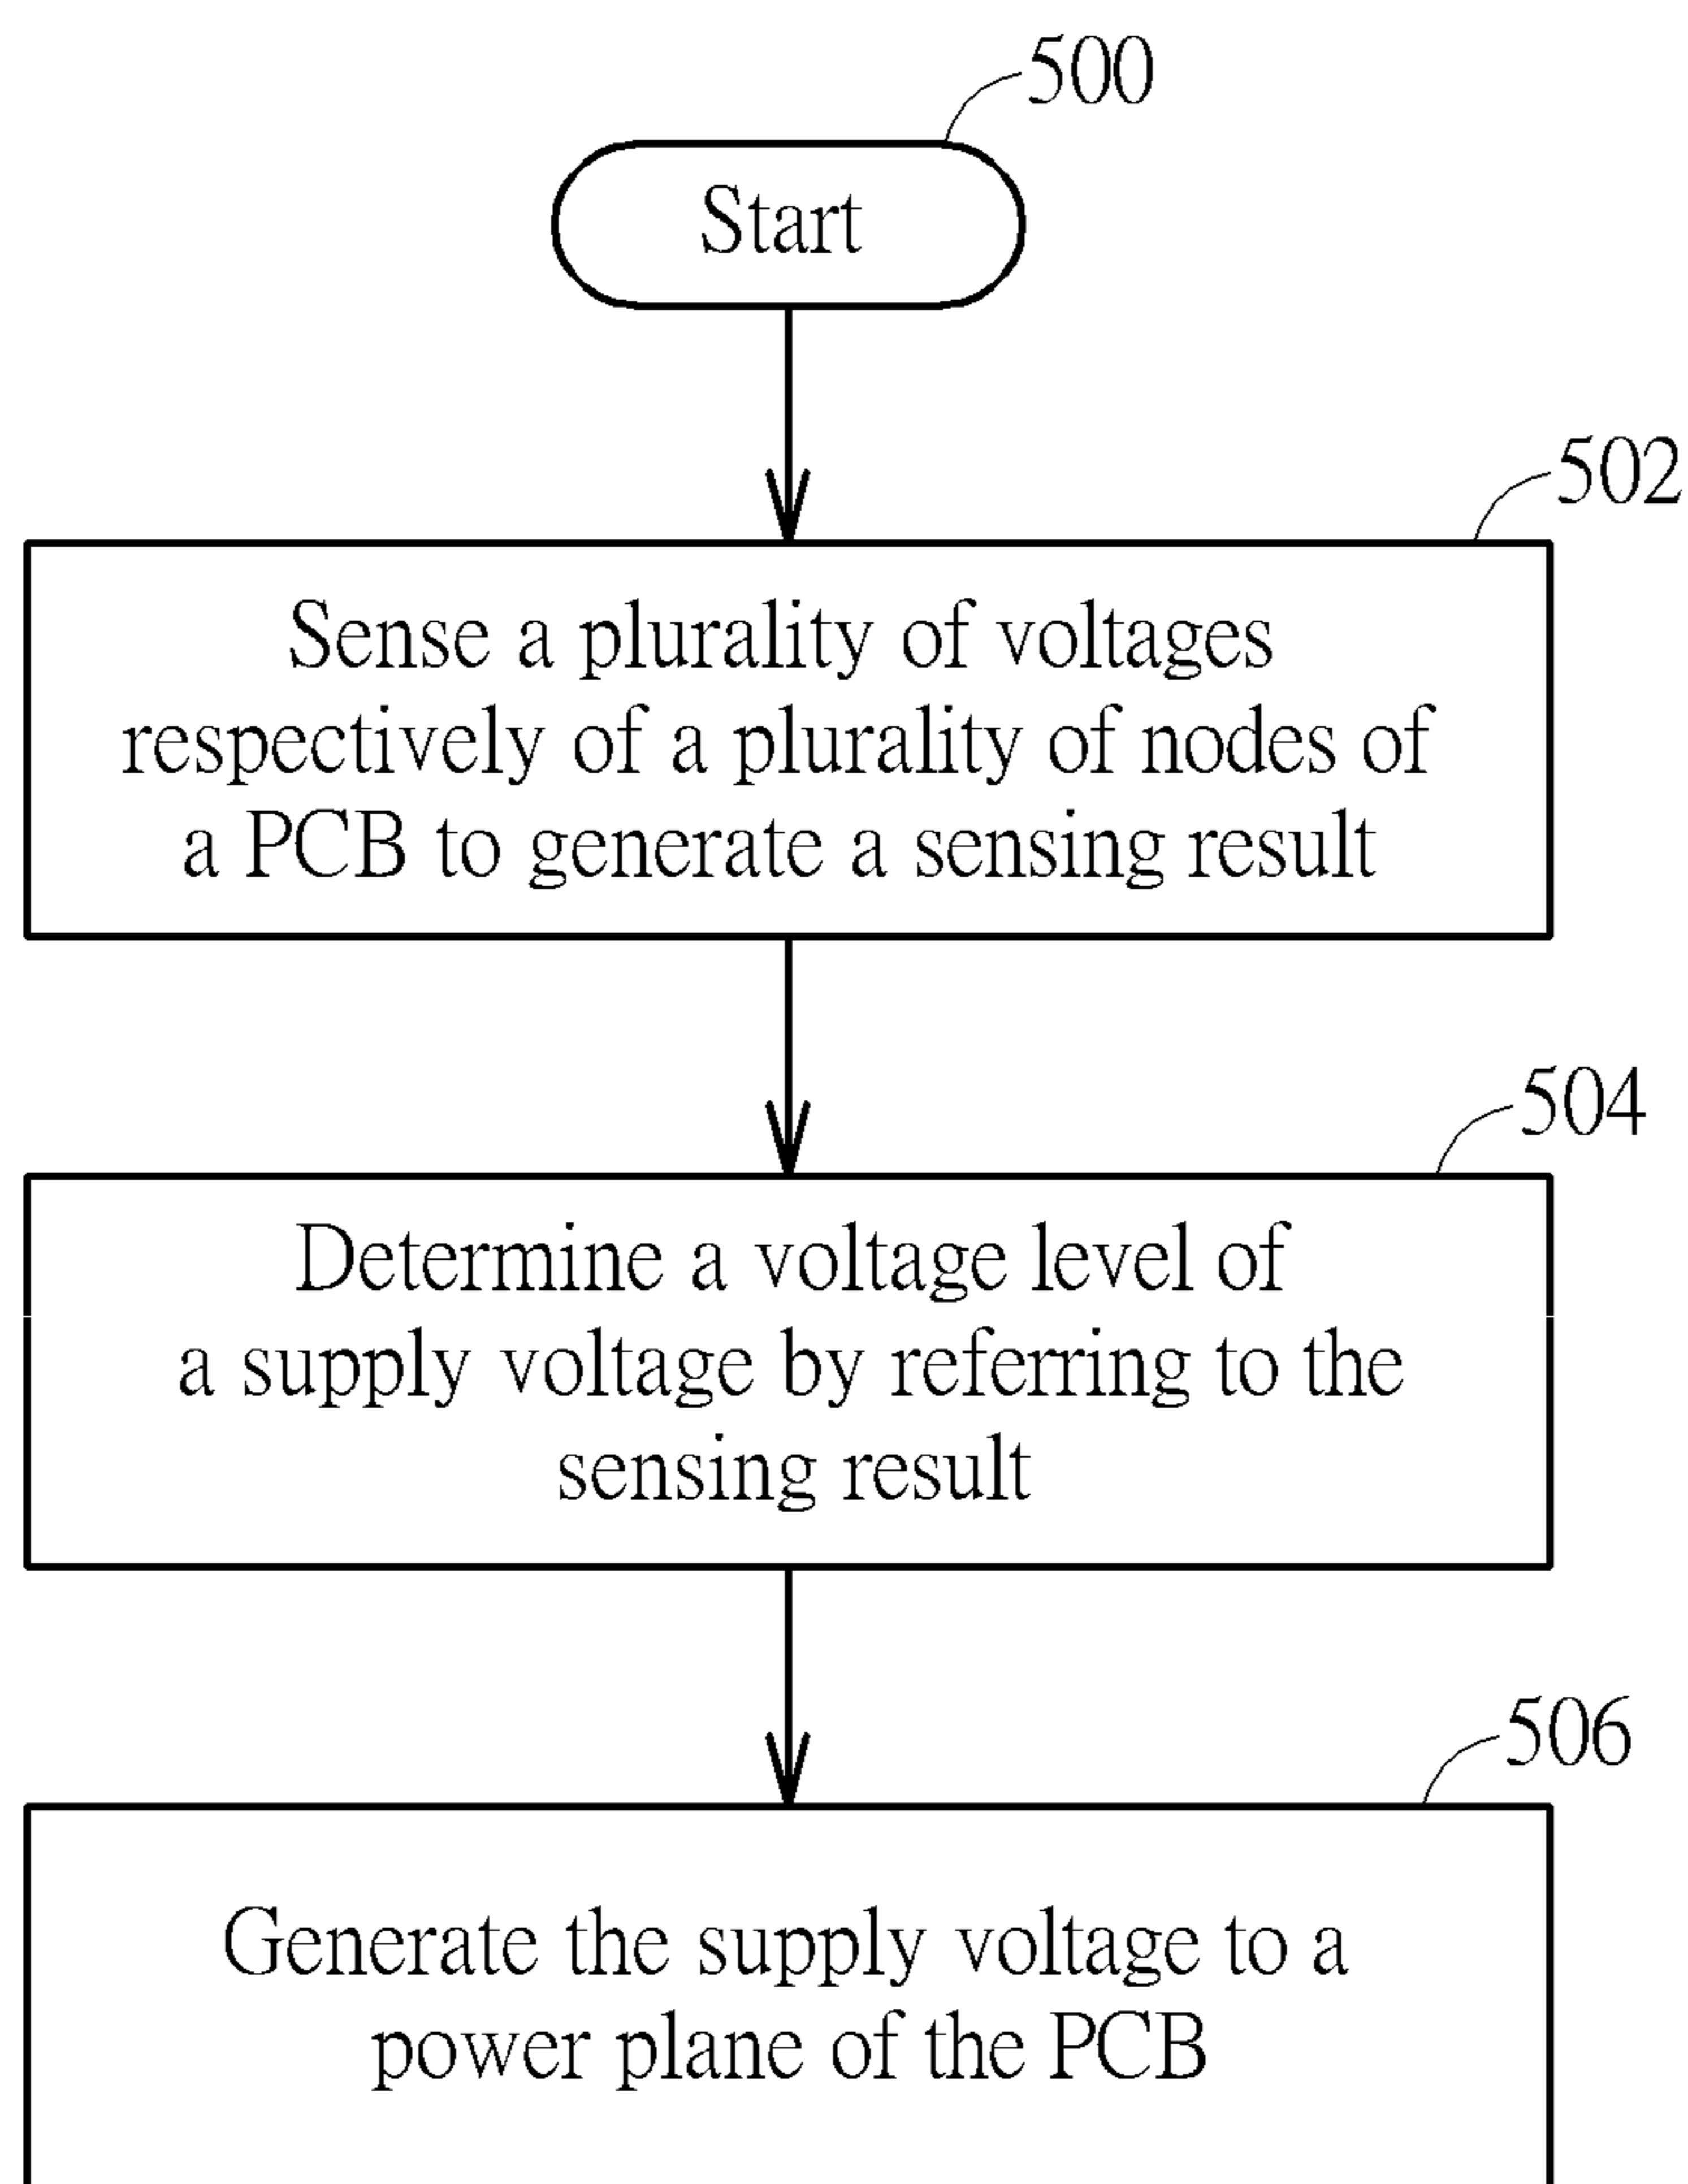 500
Start
502
Sense a plurality of voltages
respectively of a plurality of nodes of
a PCB to generate a sensing result
504
Determine a voltage level of
a supply voltage by referring to the
sensing result
506
Generate the supply voltage to a
power plane of the PCB